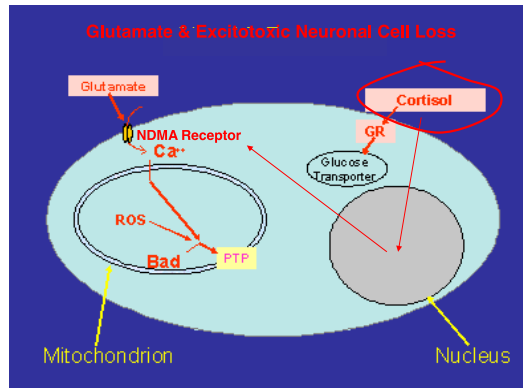 Glutamate & Excitotoxic Neuronal Cell Loss
Glutamate
Cortisol
NDMA Receptor
GR
Ca++
Glucose
Transporter
ROS
Bad
PTP
Mitochondrion
Nucleus